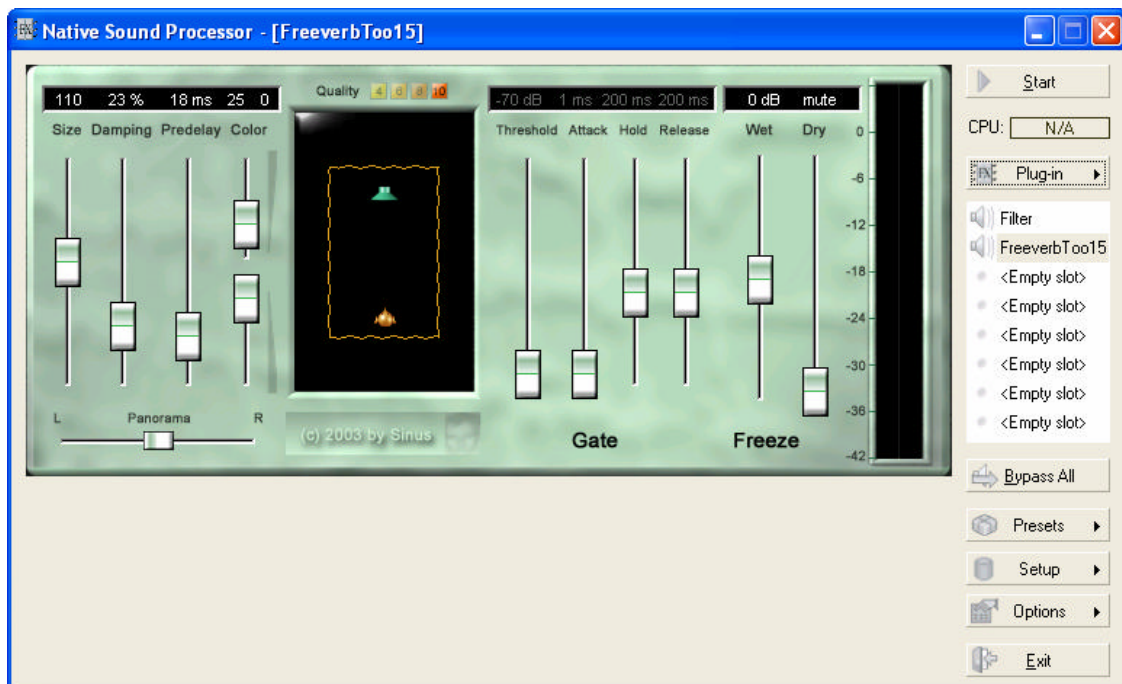 Native Sound Processor - [FreeverbToo15]
110 23 % 18 ms 25 0
Size Damping Predelay Color
L Panorama R
Quality 4 6 8 10
(c) 2003 by Sinus
-70 dB 1 ms 200 ms 200 ms
Threshold Attack Hold Release
Gate
0 dB mute
Wet Dry
Freeze
0
-6
-12
-18
-24
-30
-36
-42
Start
CPU: N/A
FX Plug-in
Filter
FreeverbToo15
<Empty slot>
<Empty slot>
<Empty slot>
<Empty slot>
<Empty slot>
<Empty slot>
Bypass All
Presets
Setup
Options
Exit